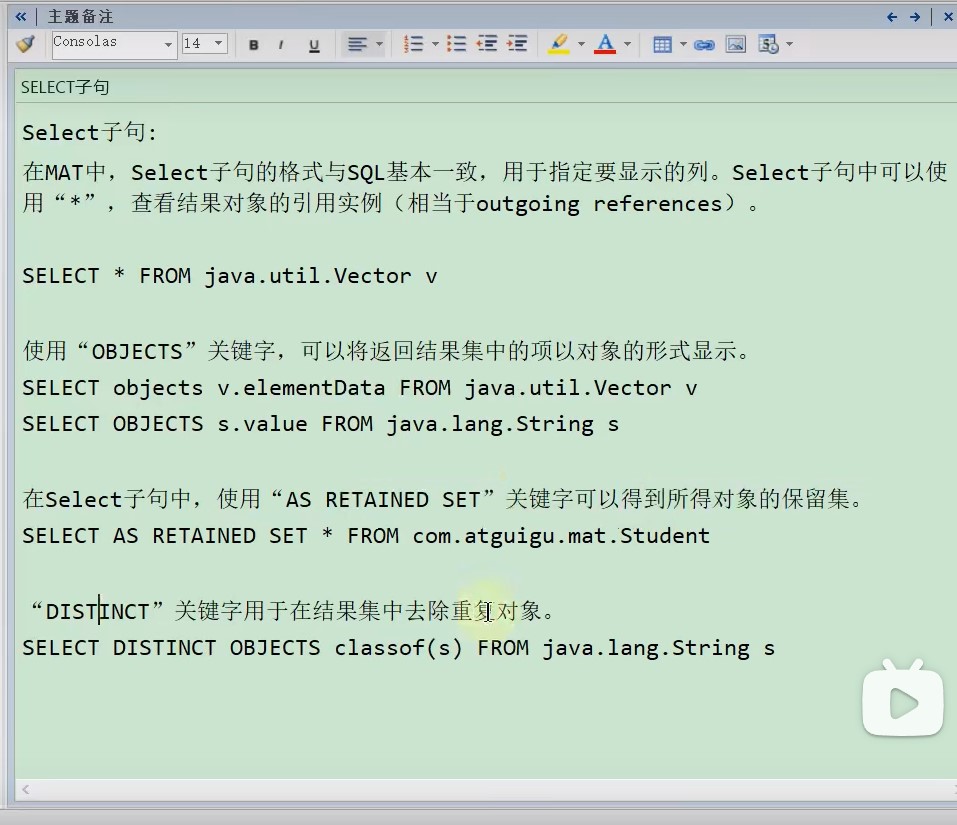 主题备注
Consolas 14 B I U
SELECT子句
Select子句:
在MAT中，Select子句的格式与SQL基本一致，用于指定要显示的列。Select子句中可以使
用“*”，查看结果对象的引用实例（相当于outgoing references）。
SELECT * FROM java.util.Vector v
使用“OBJECTS”关键字，可以将返回结果集中的项以对象的形式显示。
SELECT objects v.elementData FROM java.util.Vector v
SELECT OBJECTS s.value FROM java.lang.String s
在Select子句中，使用“AS RETAINED SET”关键字可以得到所得对象的保留集。
SELECT AS RETAINED SET * FROM com.atguigu.mat.Student
“DISTINCT”关键字用于在结果集中去除重复对象。
SELECT DISTINCT OBJECTS classof(s) FROM java.lang.String s